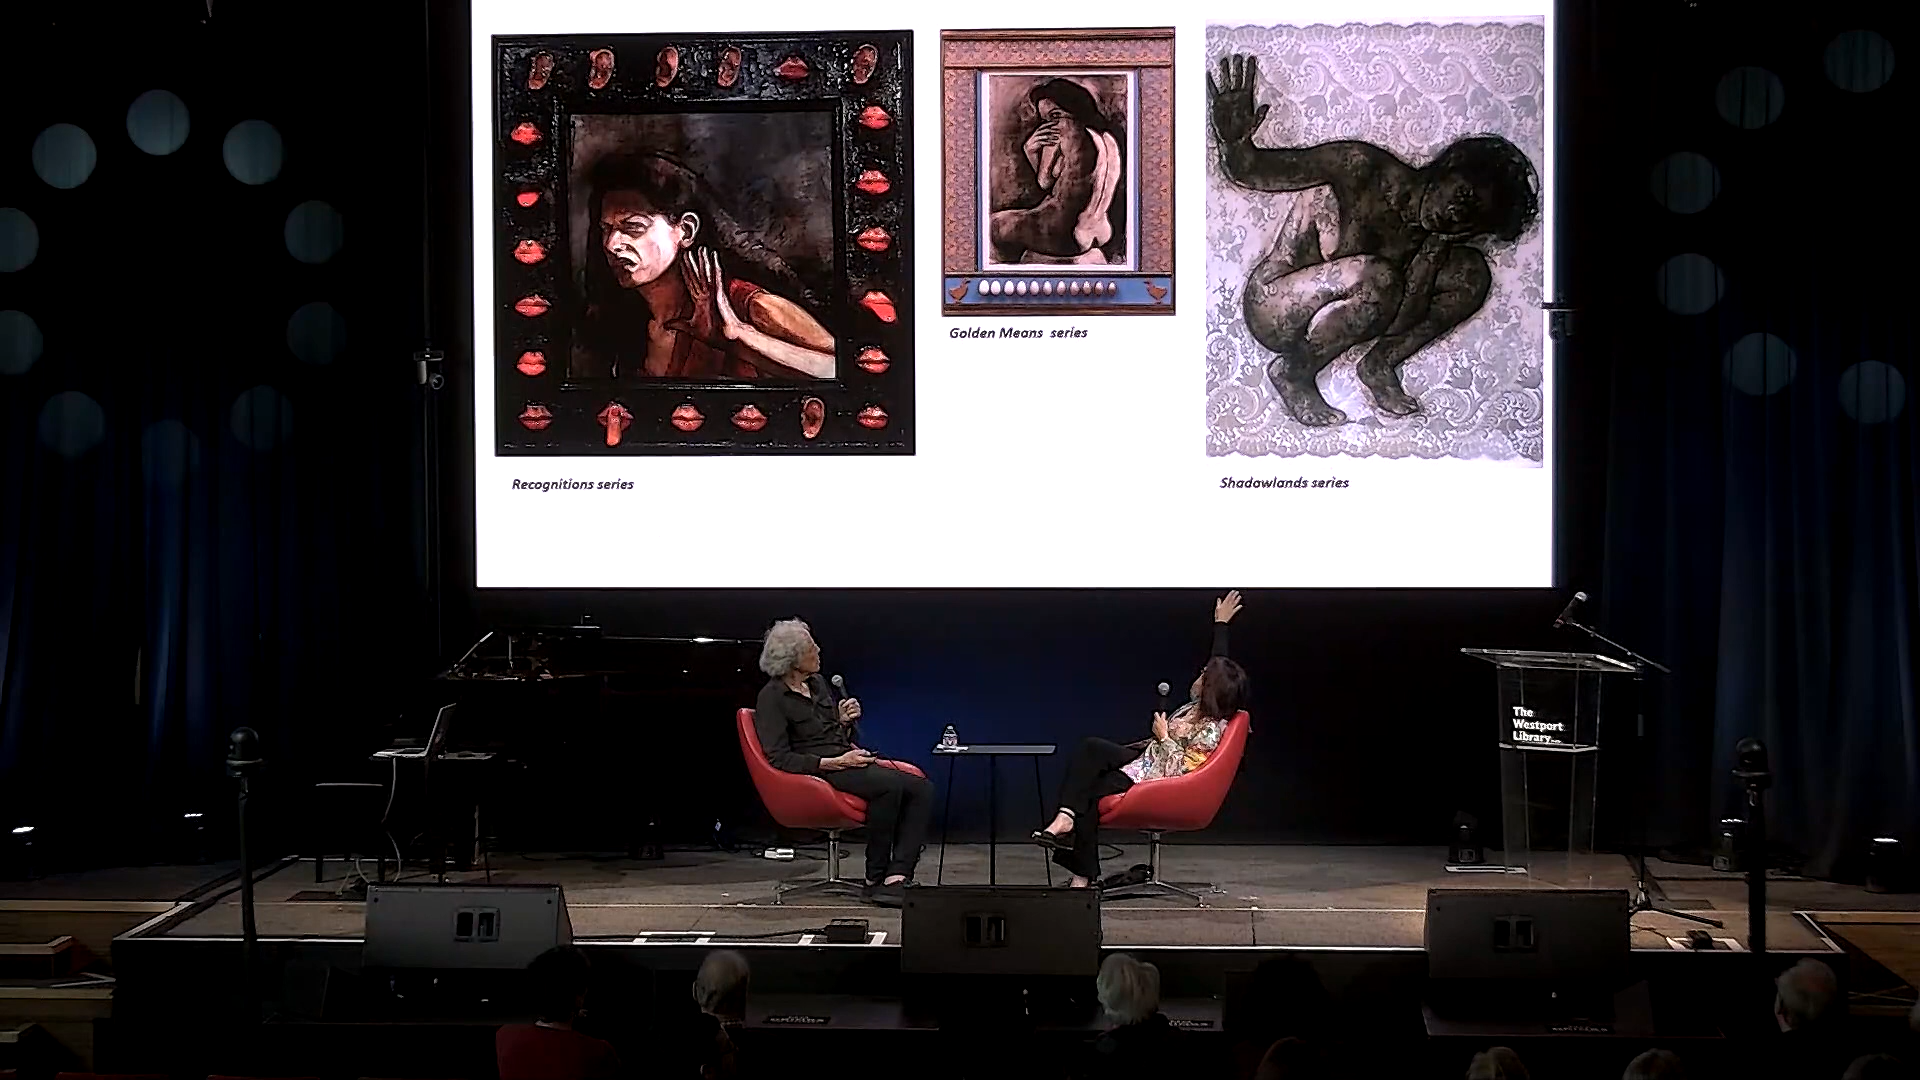 Golden Means series
Recognitions series
Shadowlands series
The
Westport
Library